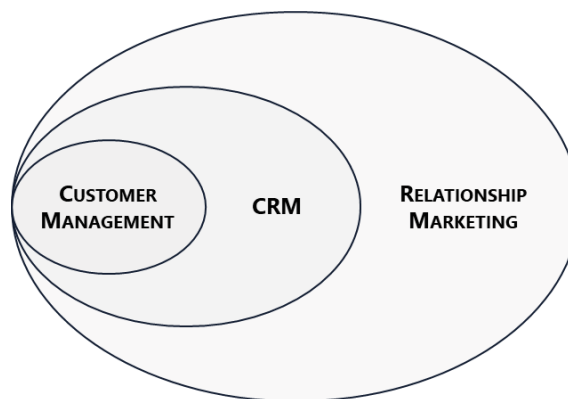 Customer
Management
CRM
Relationship
Marketing